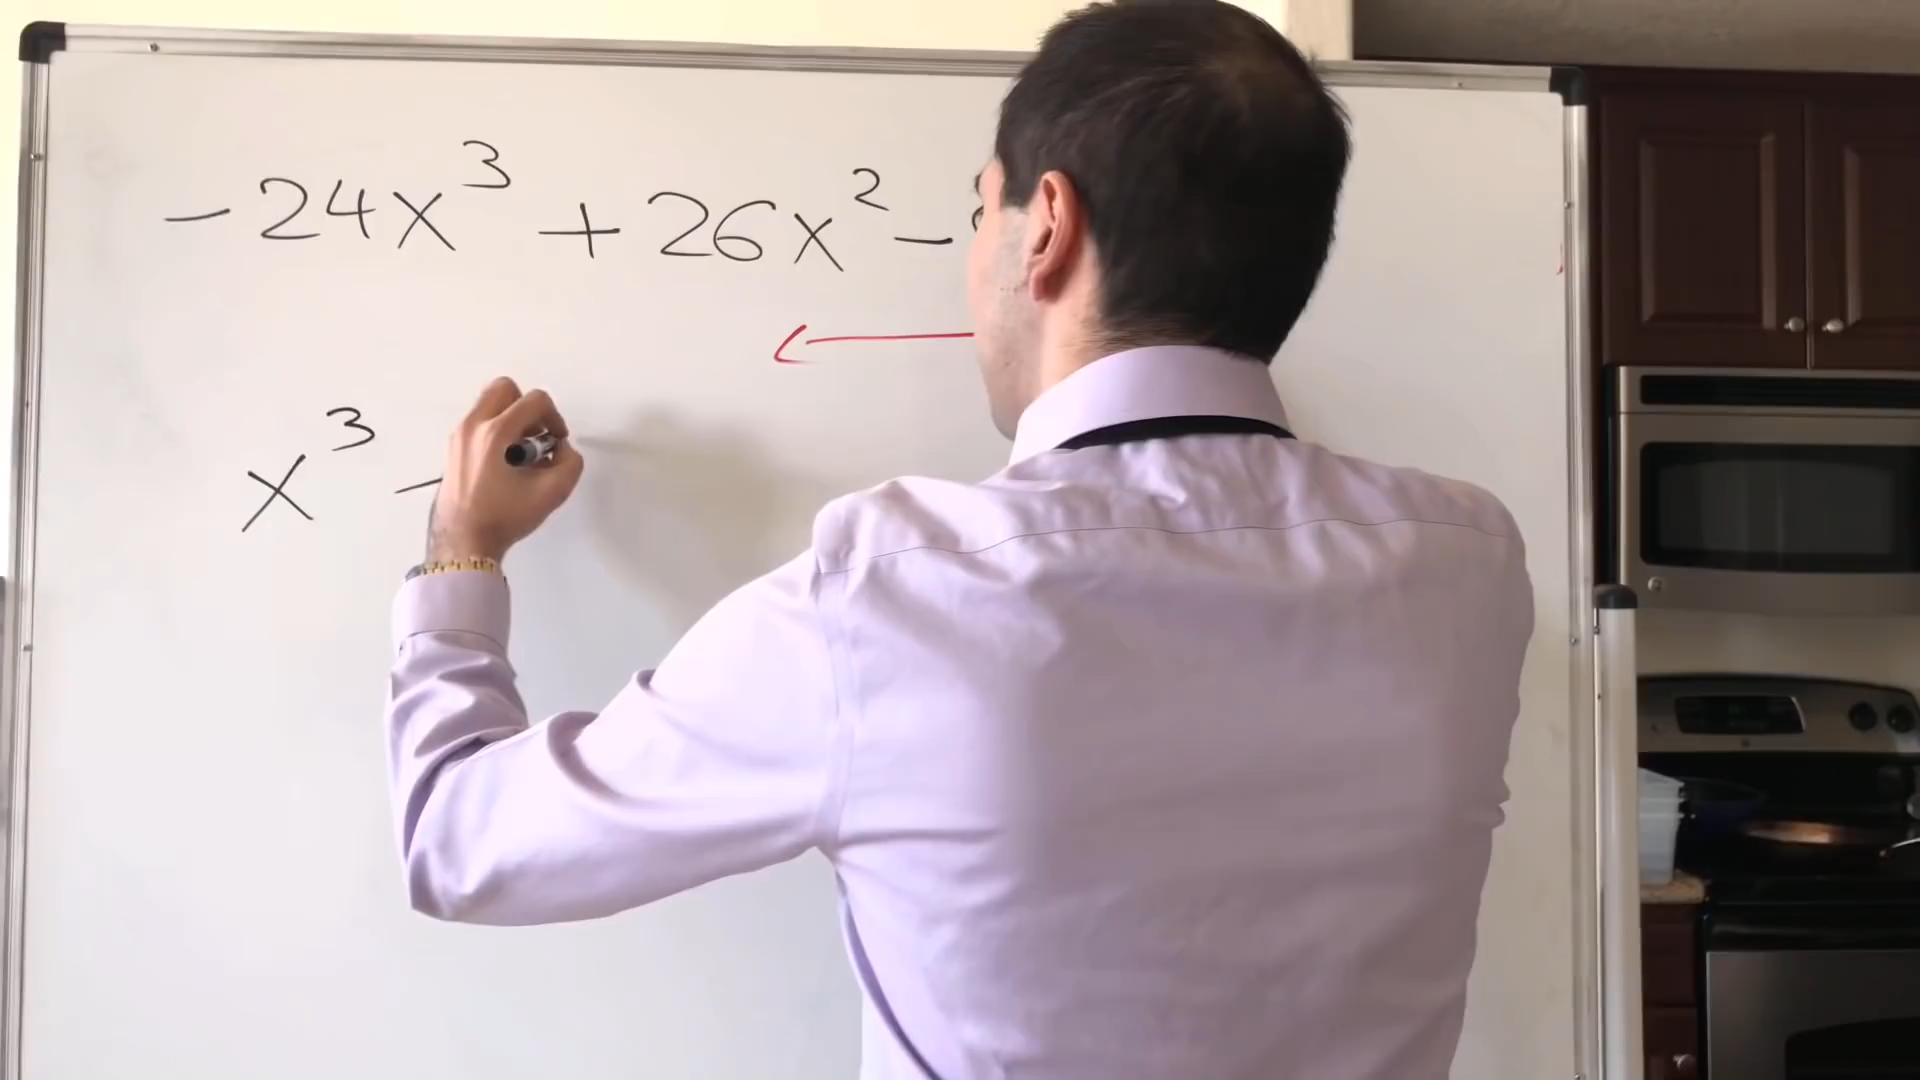 -24x³ + 26x² -
x³ -